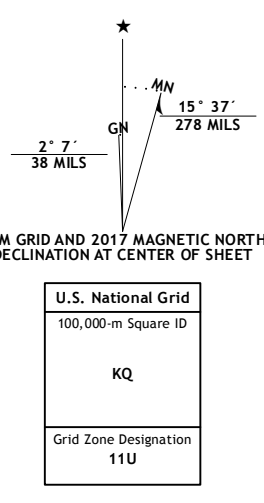 MN
GN
15° 37´
278 MILS
2° 7´
38 MILS
M GRID AND 2017 MAGNETIC NORTH
DECLINATION AT CENTER OF SHEET
U.S. National Grid
100,000-m Square ID
KQ
Grid Zone Designation
11U